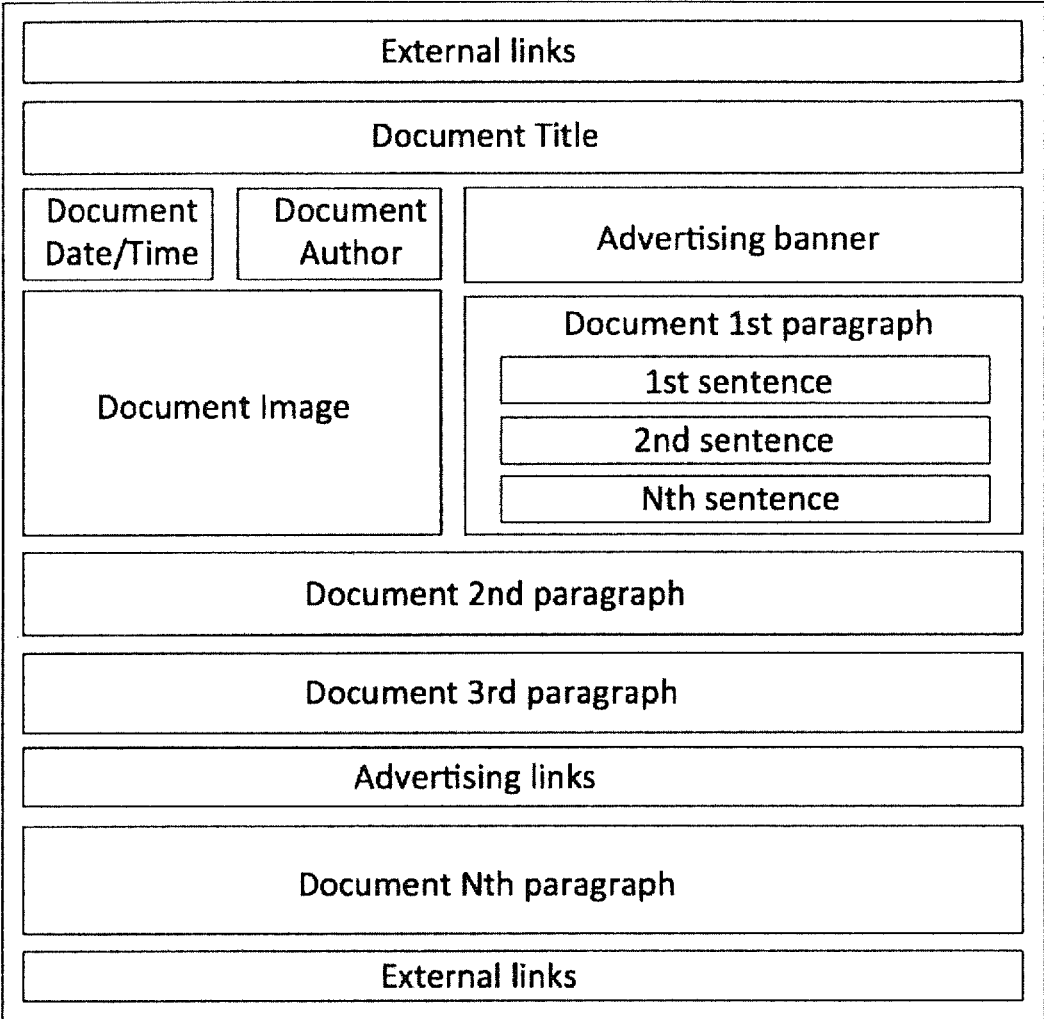 External links
Document Title
Document
Date/Time
Document
Author
Advertising banner
Document Image
Document 1st paragraph
1st sentence
2nd sentence
Nth sentence
Document 2nd paragraph
Document 3rd paragraph
Advertising links
Document Nth paragraph
External links